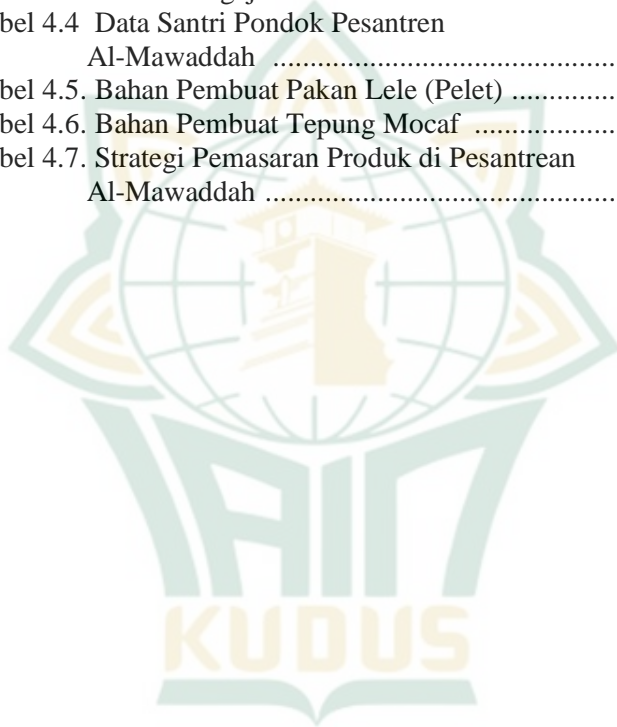 bel 4.4 Data Santri Pondok Pesantren
Al-Mawaddah ..........................................
bel 4.5. Bahan Pembuat Pakan Lele (Pelet) .............
bel 4.6. Bahan Pembuat Tepung Mocaf .................
bel 4.7. Strategi Pemasaran Produk di Pesantrean
Al-Mawaddah ...........................................
IAIN
KUDUS